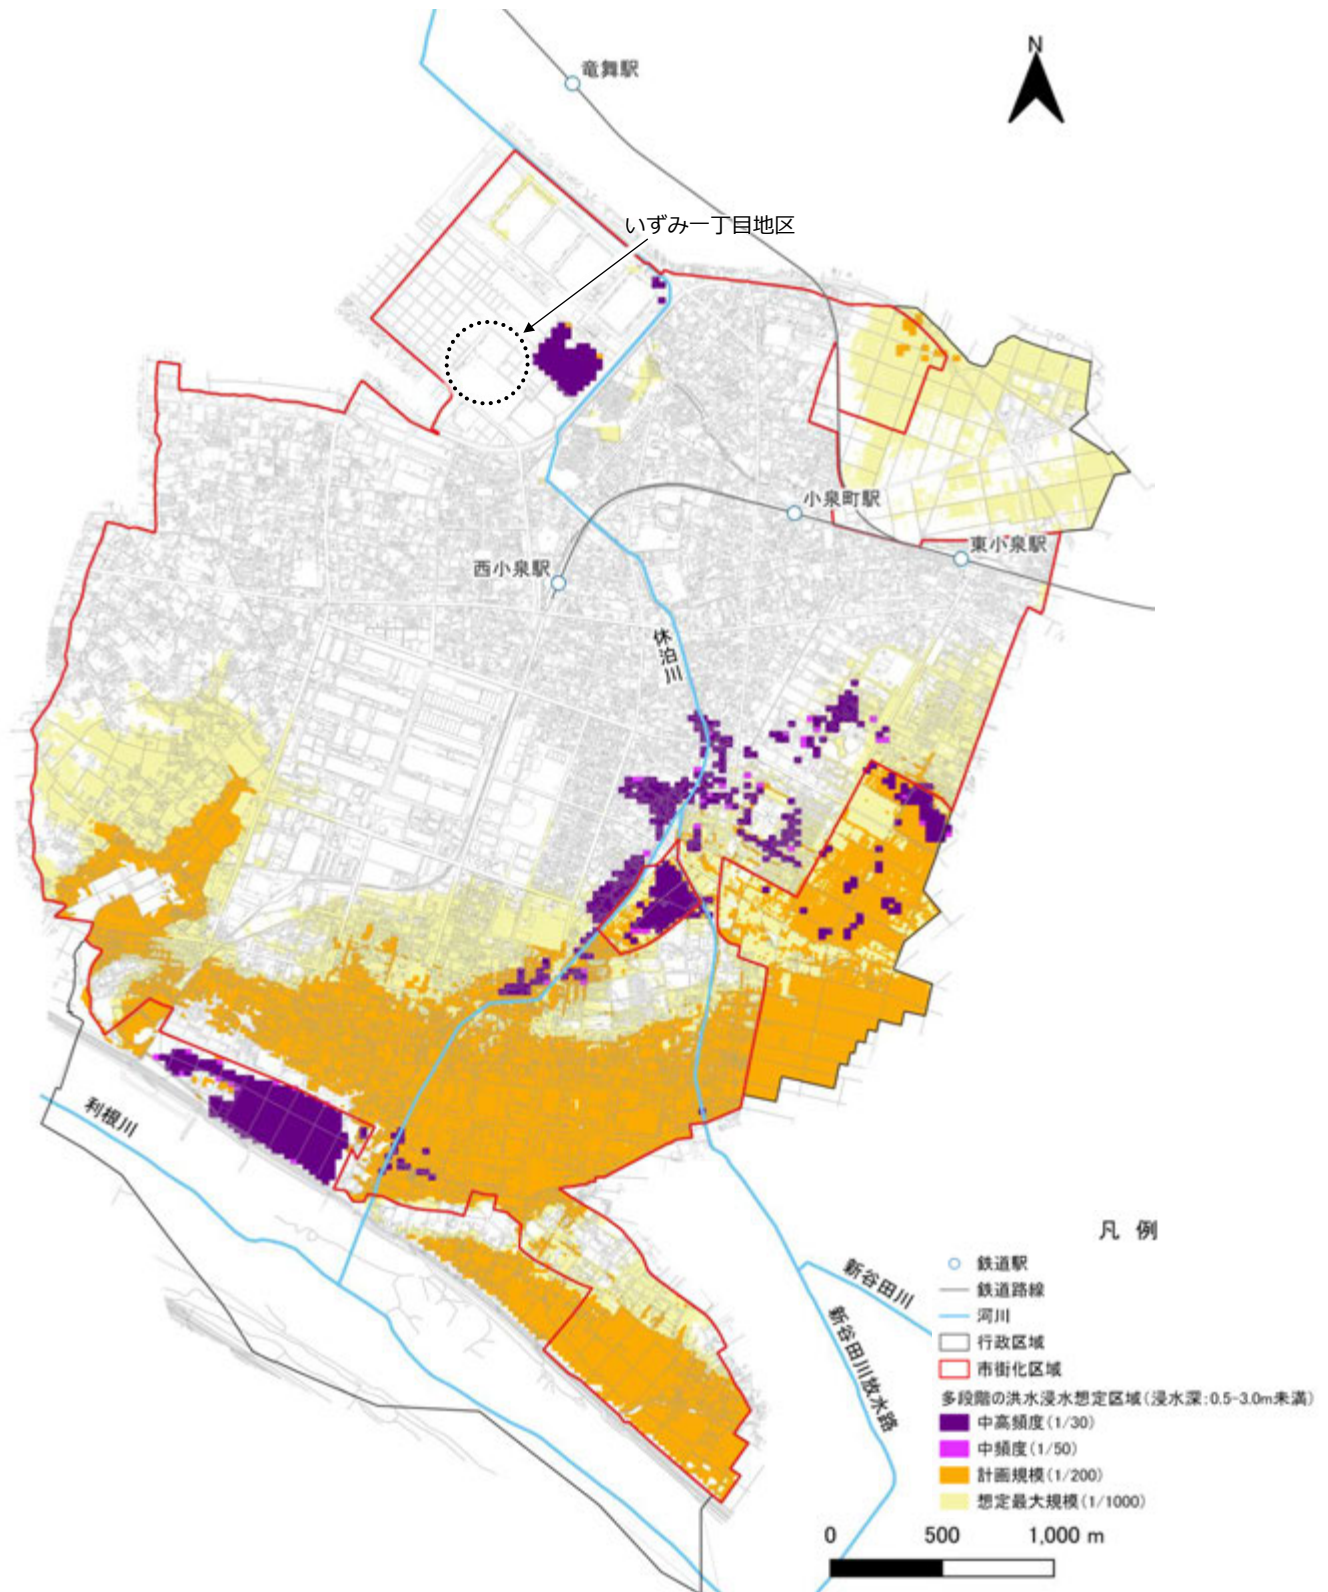 N
竜舞駅
いずみ一丁目地区
小泉町駅
東小泉駅
西小泉駅
休泊川
利根川
新谷田川
新谷田川放水路
凡 例
鉄道駅
鉄道路線
河川
行政区域
市街化区域
多段階の洪水浸水想定区域(浸水深:0.5-3.0m未満)
中高頻度(1/30)
中頻度(1/50)
計画規模(1/200)
想定最大規模(1/1000)
0 500 1,000 m